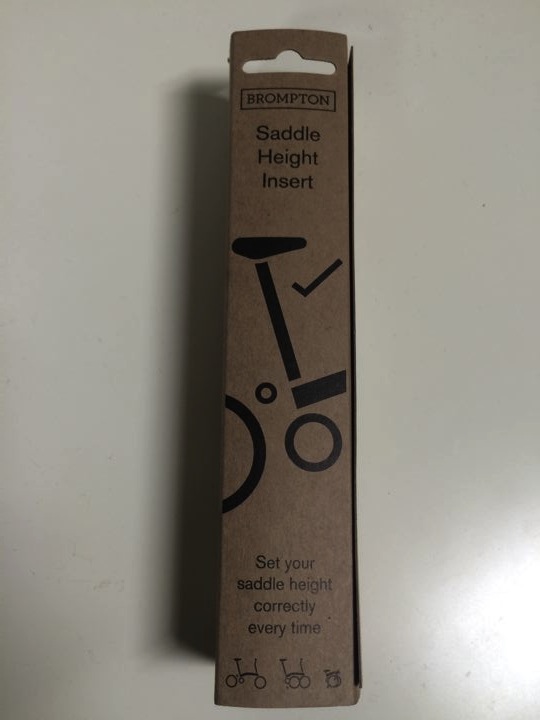 BROMPTON
Saddle
Height
Insert
Set your
saddle height
correctly
every time